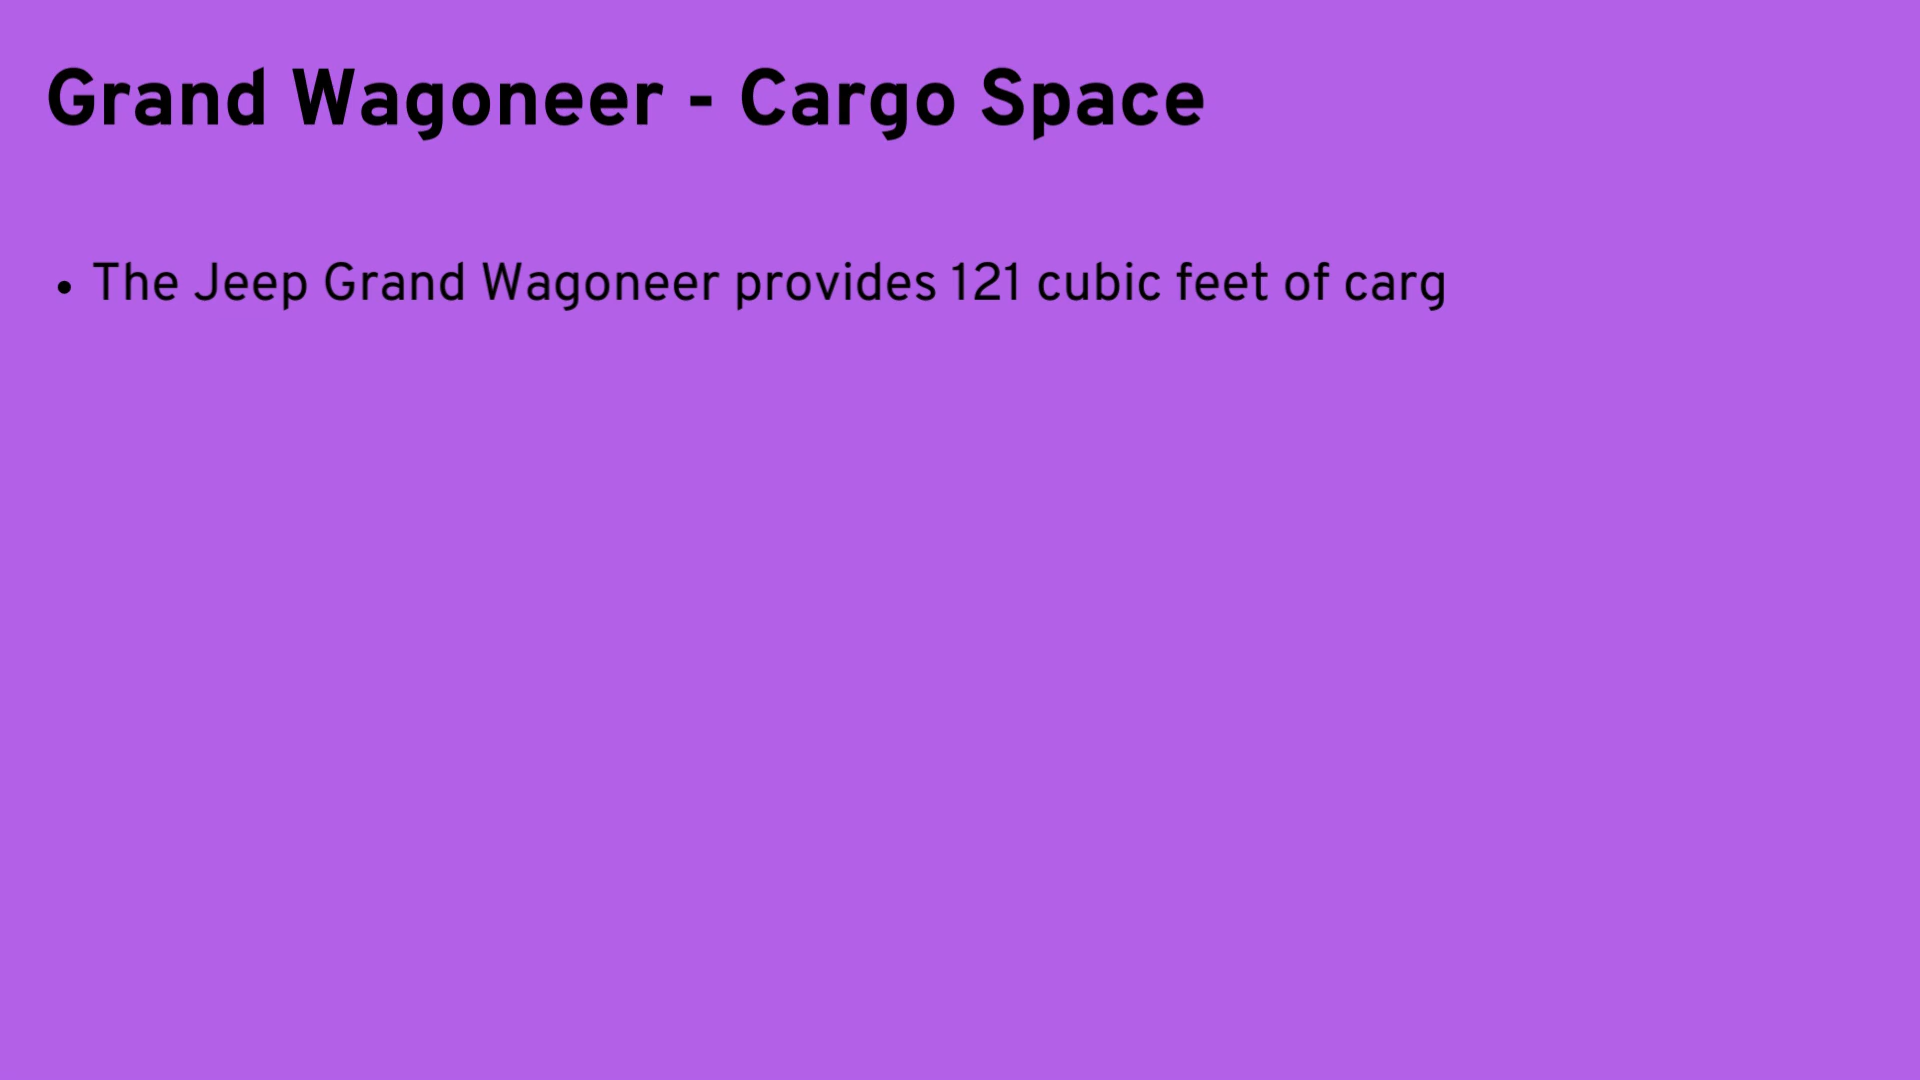 Grand Wagoneer - Cargo Space
• The Jeep Grand Wagoneer provides 121 cubic feet of carg